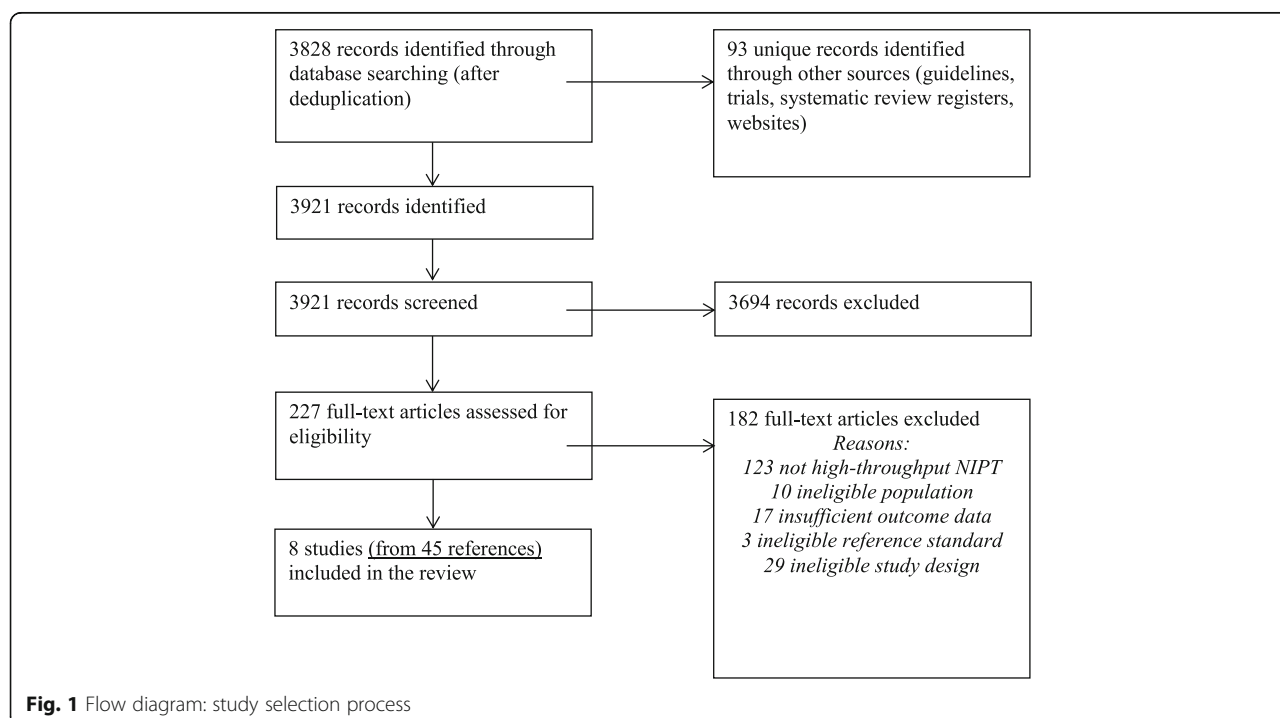 3828 records identified through
database searching (after
deduplication)
93 unique records identified
through other sources (guidelines,
trials, systematic review registers,
websites)
3921 records identified
3921 records screened
3694 records excluded
227 full-text articles assessed for
eligibility
182 full-text articles excluded
Reasons:
123 not high-throughput NIPT
10 ineligible population
17 insufficient outcome data
3 ineligible reference standard
29 ineligible study design
8 studies (from 45 references)
included in the review
Fig. 1 Flow diagram: study selection process